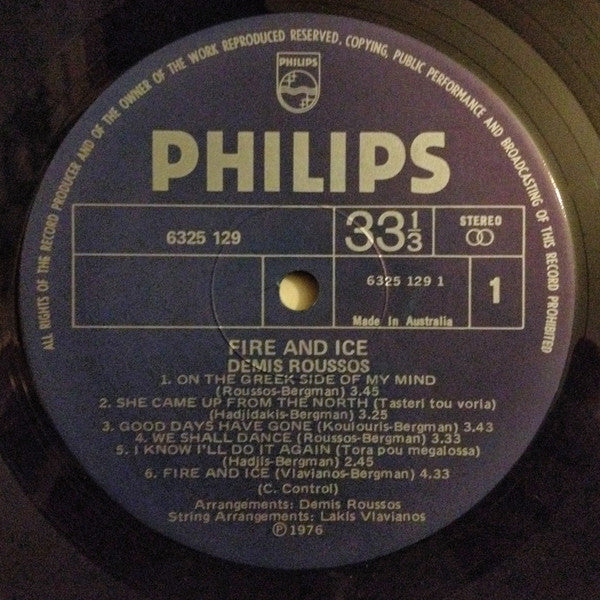 ALL RIGHTS OF THE RECORD PRODUCER AND OF THE OWNER OF THE WORK REPRODUCED RESERVED, COPYING, PUBLIC PERFORMANCE AND BROADCASTING OF THIS RECORD PROHIBITED
PHILIPS
PHILIPS
6325 129
33 1/3
STEREO
6325 129 1
1
Made in Australia
FIRE AND ICE
DEMIS ROUSSOS
1. ON THE GREEK SIDE OF MY MIND
(Roussos-Bergman) 3.45
2. SHE CAME UP FROM THE NORTH (Tasteri tou voria)
(Hadjidakis-Bergman) 3.25
3. GOOD DAYS HAVE GONE (Koulouris-Bergman) 3.43
4. WE SHALL DANCE (Roussos-Bergman) 3.33
5. I KNOW I'LL DO IT AGAIN (Tora pou megalossa)
(Hadjis-Bergman) 2.45
6. FIRE AND ICE (Vlavianos-Bergman) 4.33
(C. Control)
Arrangements: Demis Roussos
String Arrangements: Lakis Vlavianos
Ⓟ1976